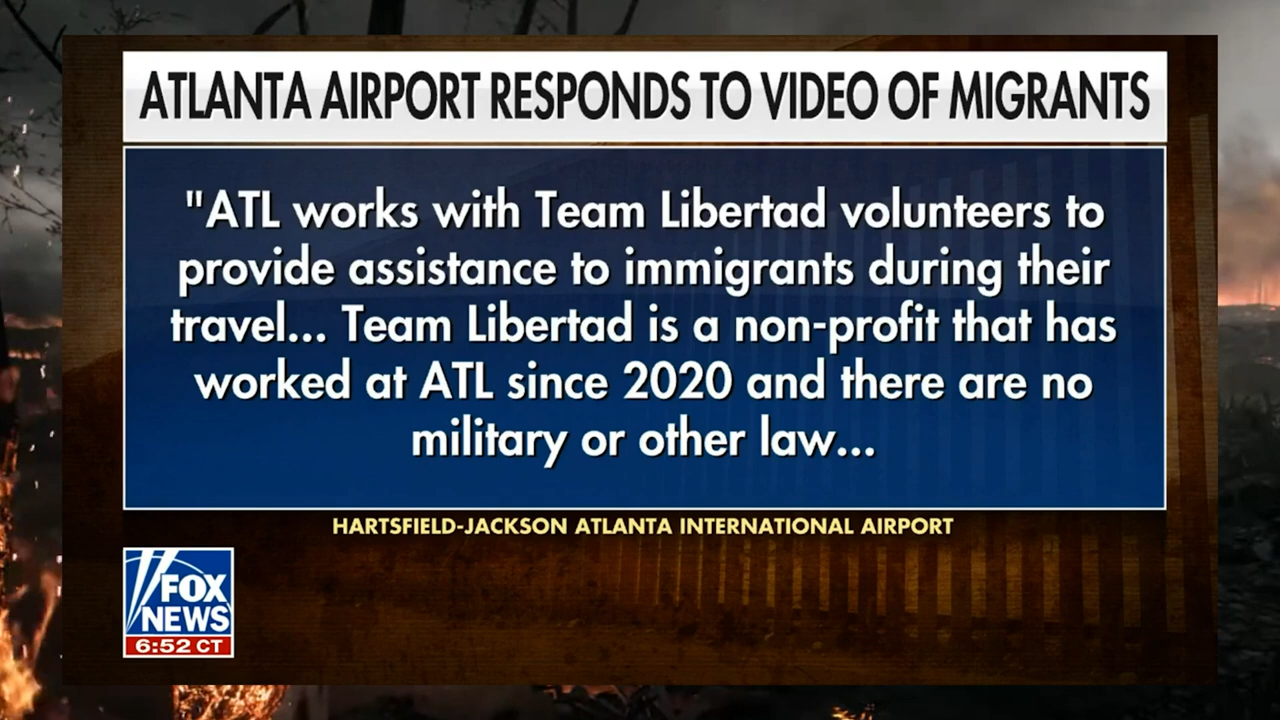 ATLANTA AIRPORT RESPONDS TO VIDEO OF MIGRANTS
"ATL works with Team Libertad volunteers to
provide assistance to immigrants during their
travel... Team Libertad is a non-profit that has
worked at ATL since 2020 and there are no
military or other law...
HARTSFIELD-JACKSON ATLANTA INTERNATIONAL AIRPORT
FOX
NEWS
6:52 CT